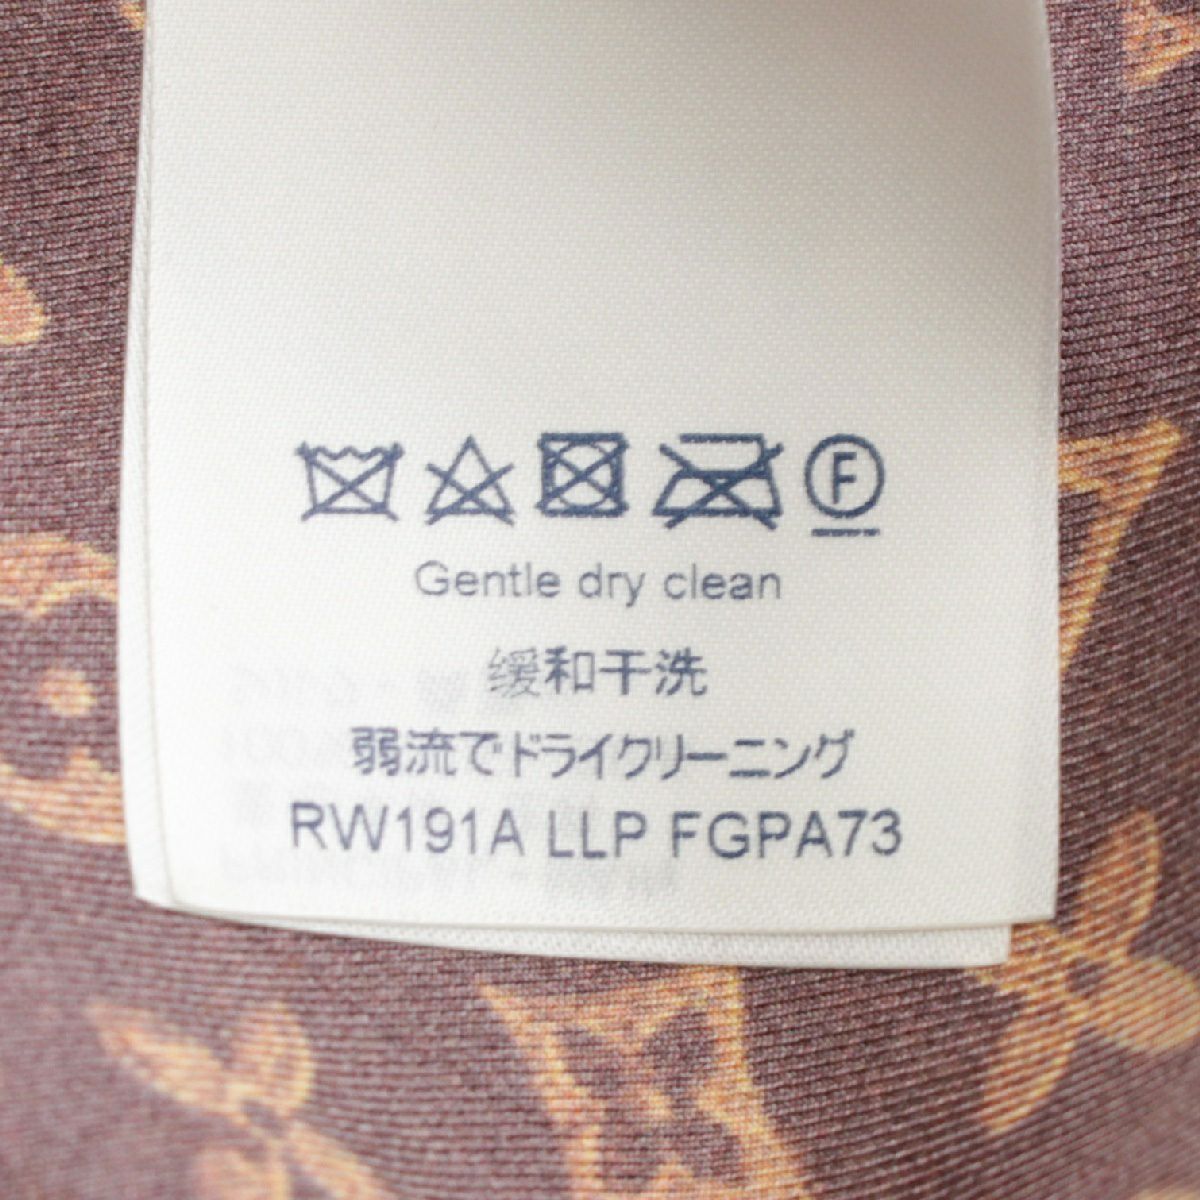 F
Gentle dry clean
缓和干洗
弱流でドライクリーニング
RW191A LLP FGPA73